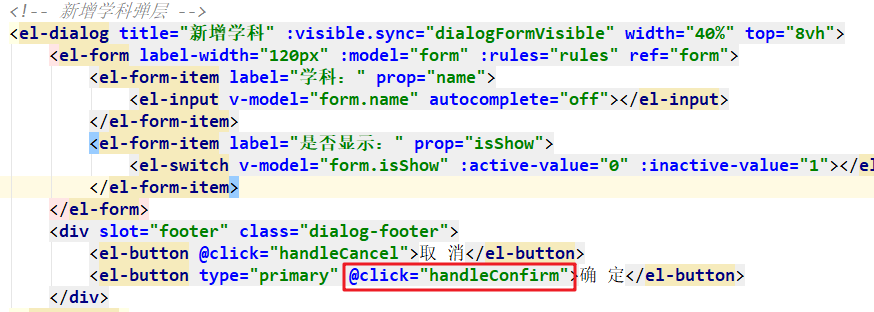 <!-- 新增学科弹层 -->
<el-dialog title="新增学科" :visible.sync="dialogFormVisible" width="40%" top="8vh">
<el-form label-width="120px" :model="form" :rules="rules" ref="form">
<el-form-item label="学科：" prop="name">
<el-input v-model="form.name" autocomplete="off"></el-input>
</el-form-item>
<el-form-item label="是否显示：" prop="isShow">
<el-switch v-model="form.isShow" :active-value="0" :inactive-value="1"></el
</el-form-item>
</el-form>
<div slot="footer" class="dialog-footer">
<el-button @click="handleCancel">取 消</el-button>
<el-button type="primary" @click="handleConfirm">确 定</el-button>
</div>